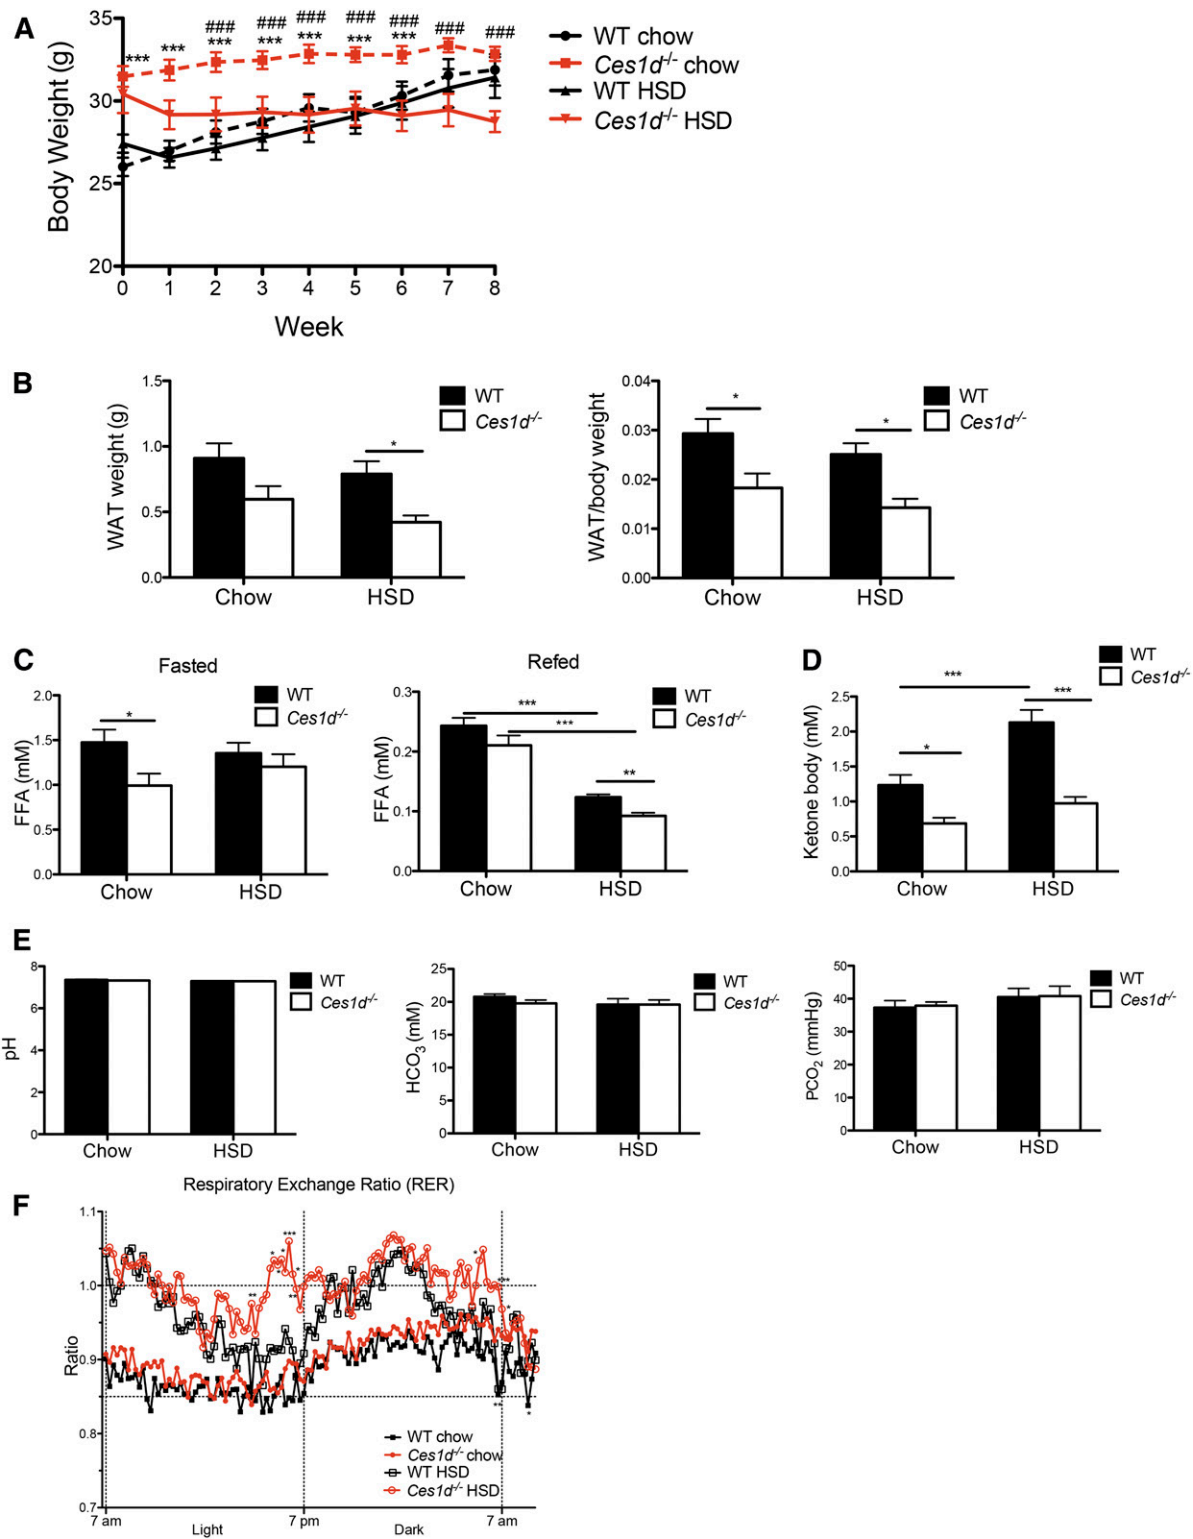 A
Body Weight (g)
35
30
25
20
*** *** ### *** ### *** ### *** ### *** ### *** ### ###
0 1 2 3 4 5 6 7 8
Week
WT chow
Ces1d-/- chow
WT HSD
Ces1d-/- HSD
B
WAT weight (g)
1.5
1.0
0.5
0.0
*
Chow HSD
WT
Ces1d-/-
WAT/body weight
0.04
0.03
0.02
0.01
0.00
* *
Chow HSD
WT
Ces1d-/-
C
Fasted
FFA (mM)
2.0
1.5
1.0
0.5
0.0
*
Chow HSD
WT
Ces1d-/-
Refed
FFA (mM)
0.3
0.2
0.1
0.0
***
***
**
Chow HSD
WT
Ces1d-/-
D
Ketone body (mM)
2.5
2.0
1.5
1.0
0.5
0.0
*** ***
*
Chow HSD
WT
Ces1d-/-
E
pH
8
6
4
2
0
Chow HSD
WT
Ces1d-/-
HCO3 (mM)
25
20
15
10
5
0
Chow HSD
WT
Ces1d-/-
PCO2 (mmHg)
50
40
30
20
10
0
Chow HSD
WT
Ces1d-/-
F
Respiratory Exchange Ratio (RER)
Ratio
1.1
1.0
0.9
0.8
0.7
WT chow
Ces1d-/- chow
WT HSD
Ces1d-/- HSD
7 am 7 pm 7 am
Light Dark